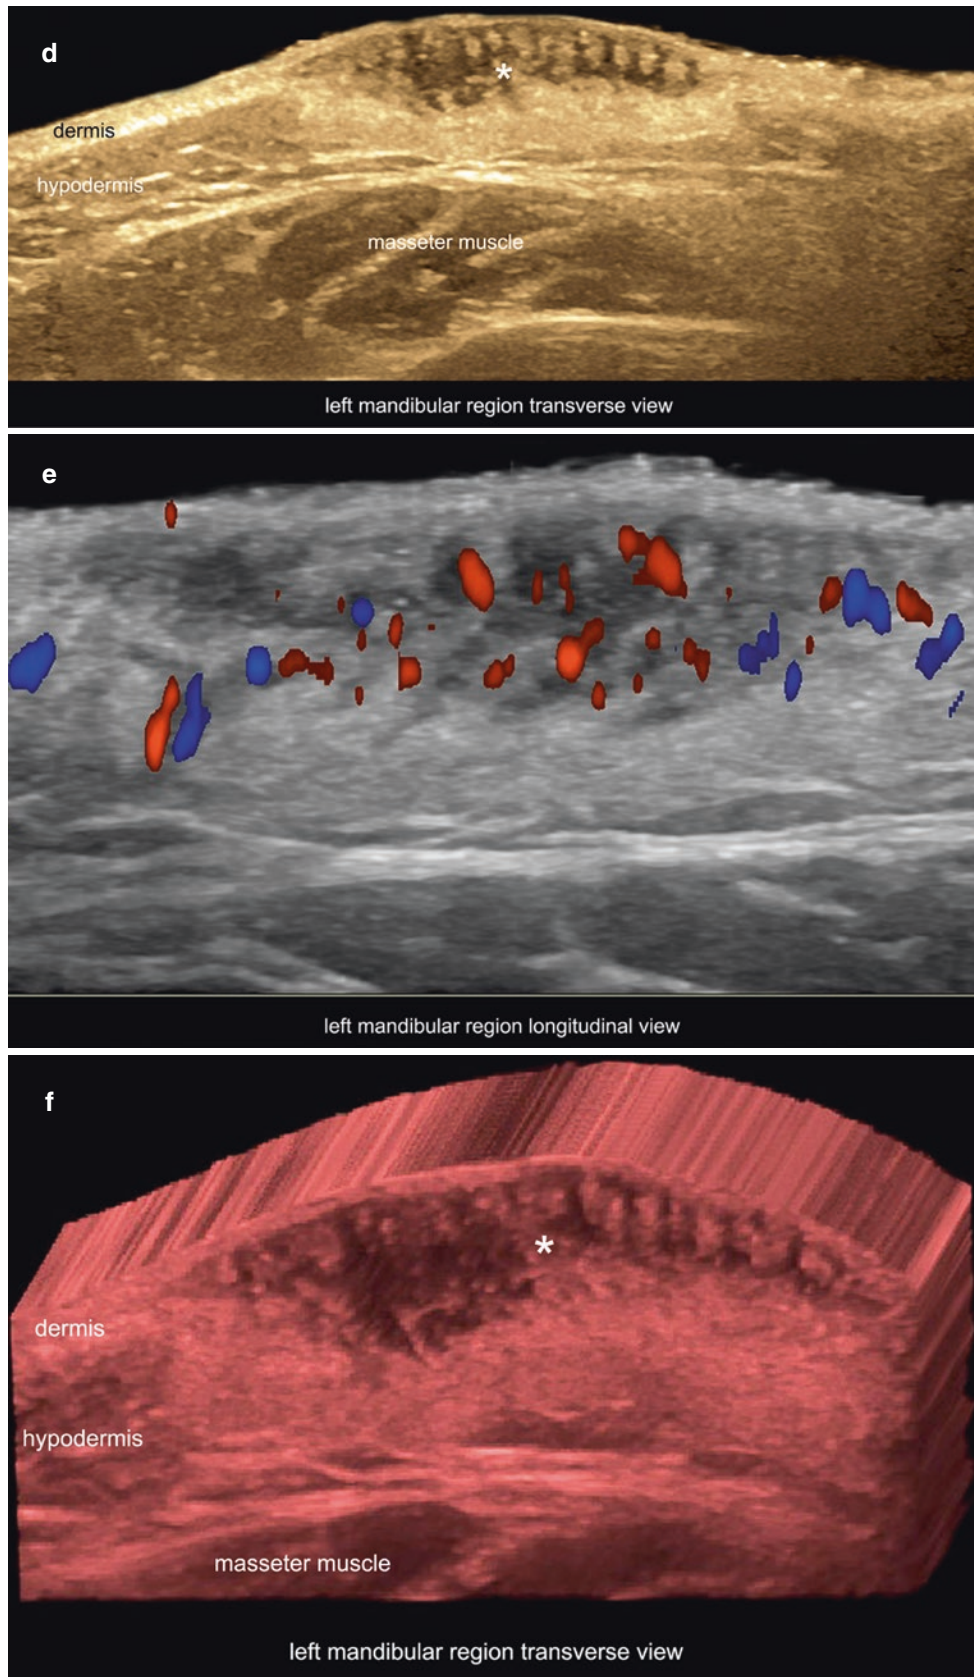 d
*
dermis
hypodermis
masseter muscle
left mandibular region transverse view
e
left mandibular region longitudinal view
f
*
dermis
hypodermis
masseter muscle
left mandibular region transverse view